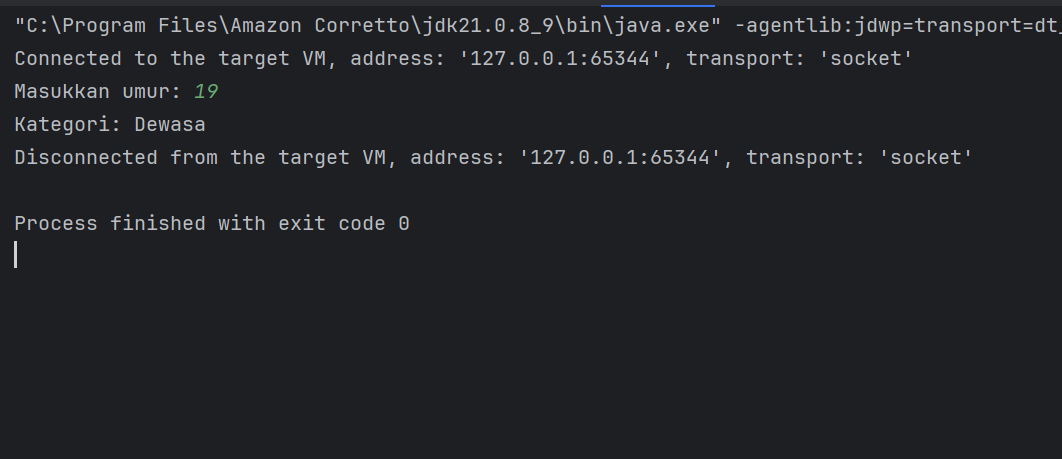 "C:\Program Files\Amazon Corretto\jdk21.0.8_9\bin\java.exe" -agentlib:jdwp=transport=dt_
Connected to the target VM, address: '127.0.0.1:65344', transport: 'socket'
Masukkan umur: 19
Kategori: Dewasa
Disconnected from the target VM, address: '127.0.0.1:65344', transport: 'socket'
Process finished with exit code 0